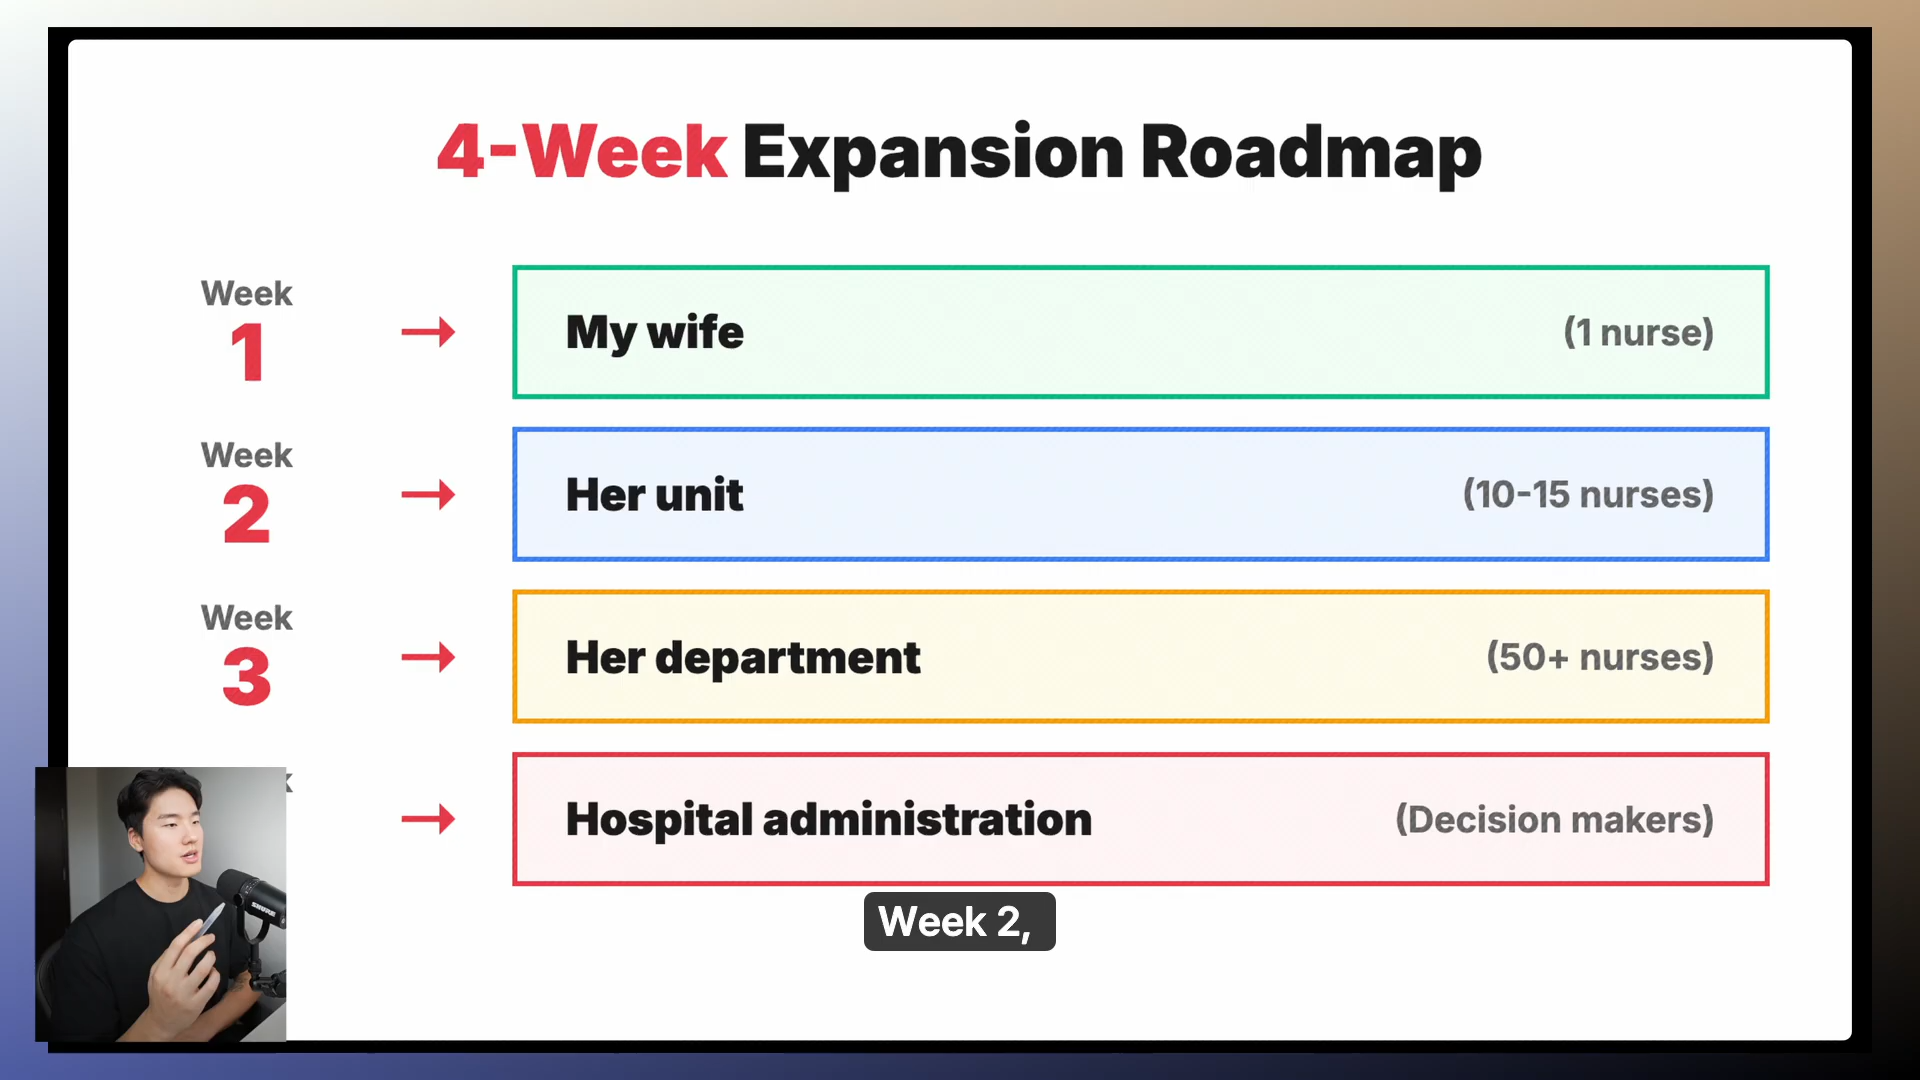 4-Week Expansion Roadmap
Week
1
→
My wife
(1 nurse)
Week
2
→
Her unit
(10-15 nurses)
Week
3
→
Her department
(50+ nurses)
→
Hospital administration
(Decision makers)
Week 2,
SHURE